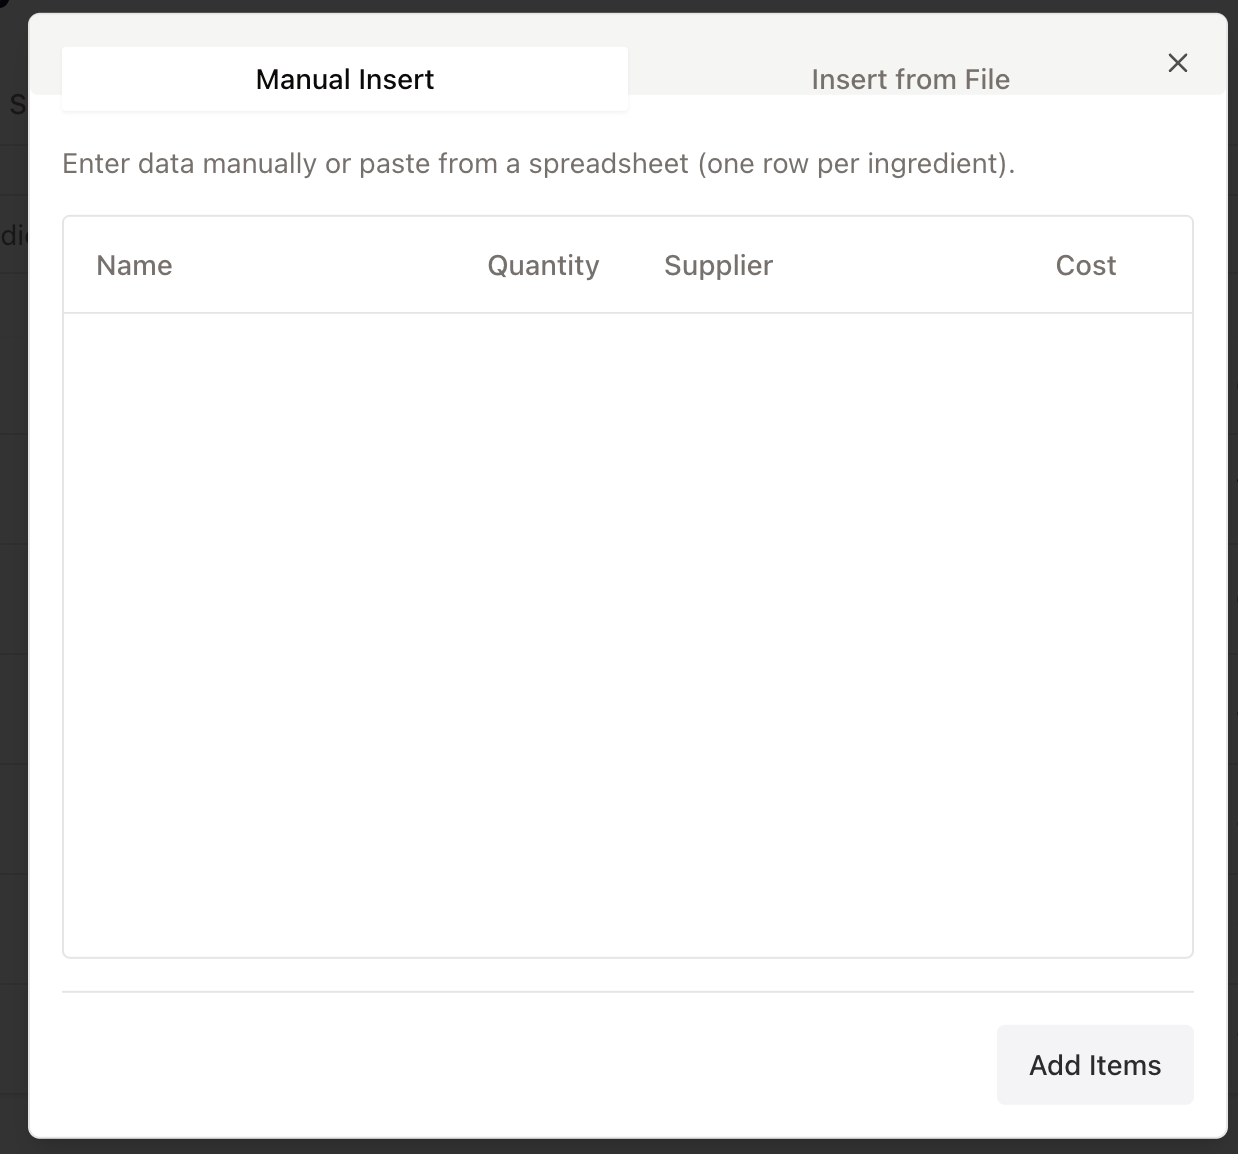 Manual Insert
Insert from File
Enter data manually or paste from a spreadsheet (one row per ingredient).
Name Quantity Supplier Cost
Add Items